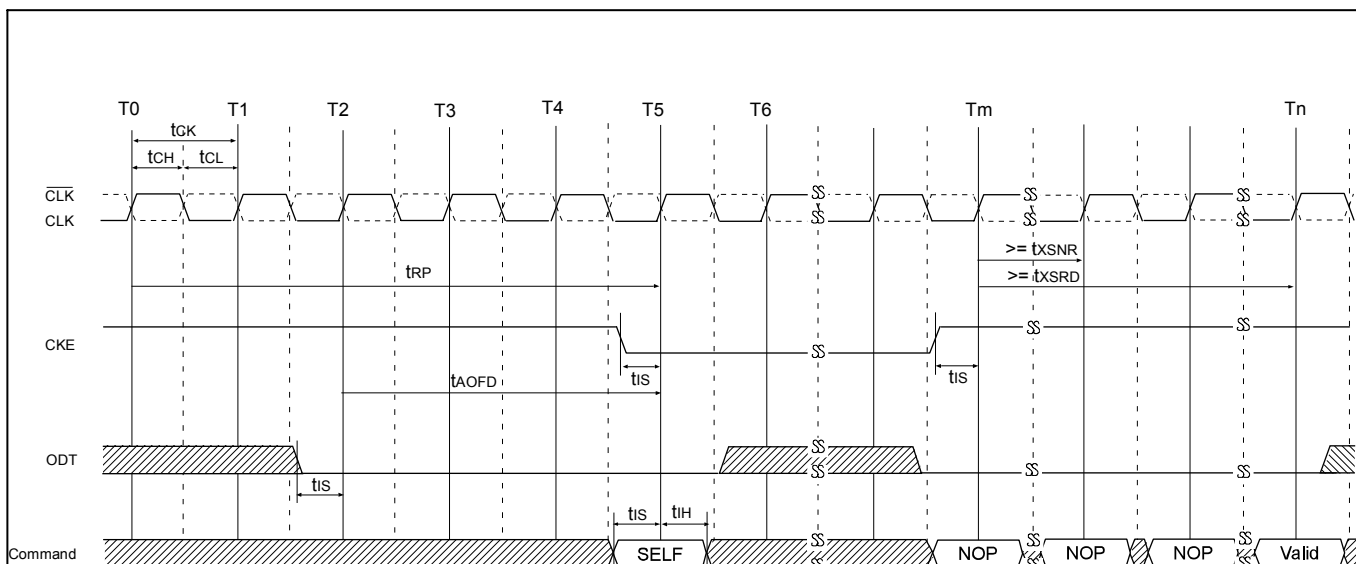 T0 T1 T2 T3 T4 T5 T6 Tm Tn
tCK
tCH tCL
CLK
CLK
>= tXSNR
tRP >= tXSRD
CKE
tIS tIS
tAOFD
ODT
tIS
tIS tIH
Command SELF NOP NOP NOP Valid